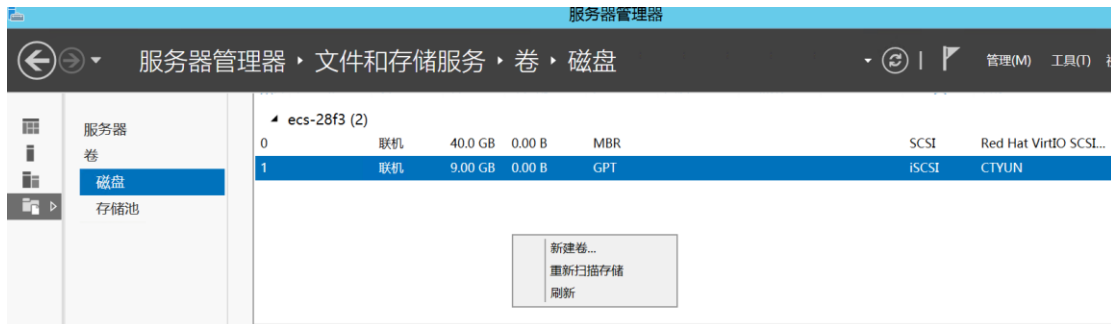 服务器管理器
服务器管理器 ‣ 文件和存储服务 ‣ 卷 ‣ 磁盘
管理(M) 工具(T)
服务器
卷
磁盘
存储池
ecs-28f3 (2)
0 联机 40.0 GB 0.00 B MBR SCSI Red Hat VirtIO SCSI...
1 联机 9.00 GB 0.00 B GPT iSCSI CTYUN
新建卷...
重新扫描存储
刷新